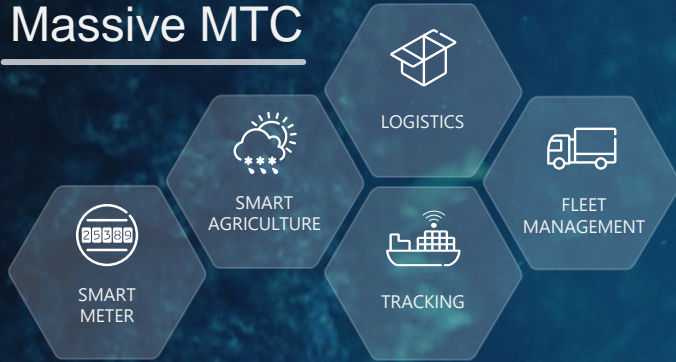 Massive MTC
LOGISTICS
SMART
AGRICULTURE
FLEET
MANAGEMENT
25389
SMART
METER
TRACKING